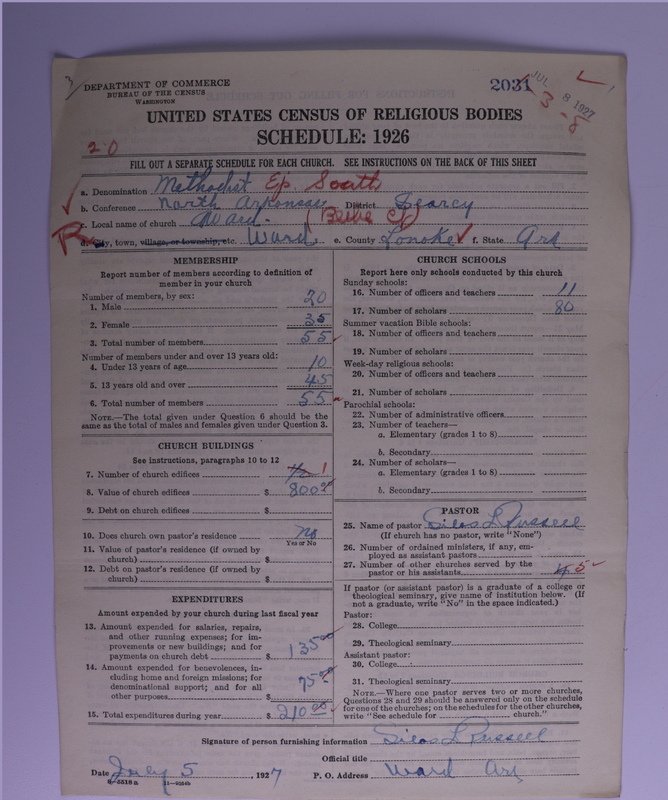 DEPARTMENT OF COMMERCE
BUREAU OF THE CENSUS
WASHINGTON
2031
JUL 8 1927
3-8
UNITED STATES CENSUS OF RELIGIOUS BODIES
SCHEDULE: 1926
20
FILL OUT A SEPARATE SCHEDULE FOR EACH CHURCH. SEE INSTRUCTIONS ON THE BACK OF THIS SHEET
a. Denomination Methodist Ep. South
b. Conference North Arkansas District Searcy
c. Local name of church Ward. (Beebe Ct)
R
d. City, town, village, or township, etc. Ward e. County Lonoke f. State Ark
MEMBERSHIP
Report number of members according to definition of
member in your church
Number of members, by sex:
1. Male 20
2. Female 35
3. Total number of members 55
Number of members under and over 13 years old:
4. Under 13 years of age 10
5. 13 years old and over 45
6. Total number of members 55
NOTE.—The total given under Question 6 should be the
same as the total of males and females given under Question 3.
CHURCH BUILDINGS
See instructions, paragraphs 10 to 12
7. Number of church edifices 1
8. Value of church edifices $ 800.00
9. Debt on church edifices $
10. Does church own pastor's residence no
Yes or No
11. Value of pastor's residence (if owned by
church) $
12. Debt on pastor's residence (if owned by
church) $
EXPENDITURES
Amount expended by your church during last fiscal year
13. Amount expended for salaries, repairs,
and other running expenses; for im-
provements or new buildings; and for
payments on church debt $ 135.00
14. Amount expended for benevolences, in-
cluding home and foreign missions; for
denominational support; and for all
other purposes $ 75.00
15. Total expenditures during year $ 210.00
CHURCH SCHOOLS
Report here only schools conducted by this church
Sunday schools:
16. Number of officers and teachers 11
17. Number of scholars 80
Summer vacation Bible schools:
18. Number of officers and teachers
19. Number of scholars
Week-day religious schools:
20. Number of officers and teachers
21. Number of scholars
Parochial schools:
22. Number of administrative officers
23. Number of teachers—
a. Elementary (grades 1 to 8)
b. Secondary
24. Number of scholars—
a. Elementary (grades 1 to 8)
b. Secondary
PASTOR
25. Name of pastor Silas L Russell
(If church has no pastor, write "None")
26. Number of ordained ministers, if any, em-
ployed as assistant pastors
27. Number of other churches served by the
pastor or his assistants 4 5
If pastor (or assistant pastor) is a graduate of a college or
theological seminary, give name of institution below. (If
not a graduate, write "No" in the space indicated.)
Pastor:
28. College
29. Theological seminary
Assistant pastor:
30. College
31. Theological seminary
NOTE.—Where one pastor serves two or more churches,
Questions 28 and 29 should be answered only on the schedule
for one of the churches; on the schedules for the other churches,
write "See schedule for church."
Signature of person furnishing information Silas L Russell
Official title
Date July 5, 1927 P. O. Address Ward Ark